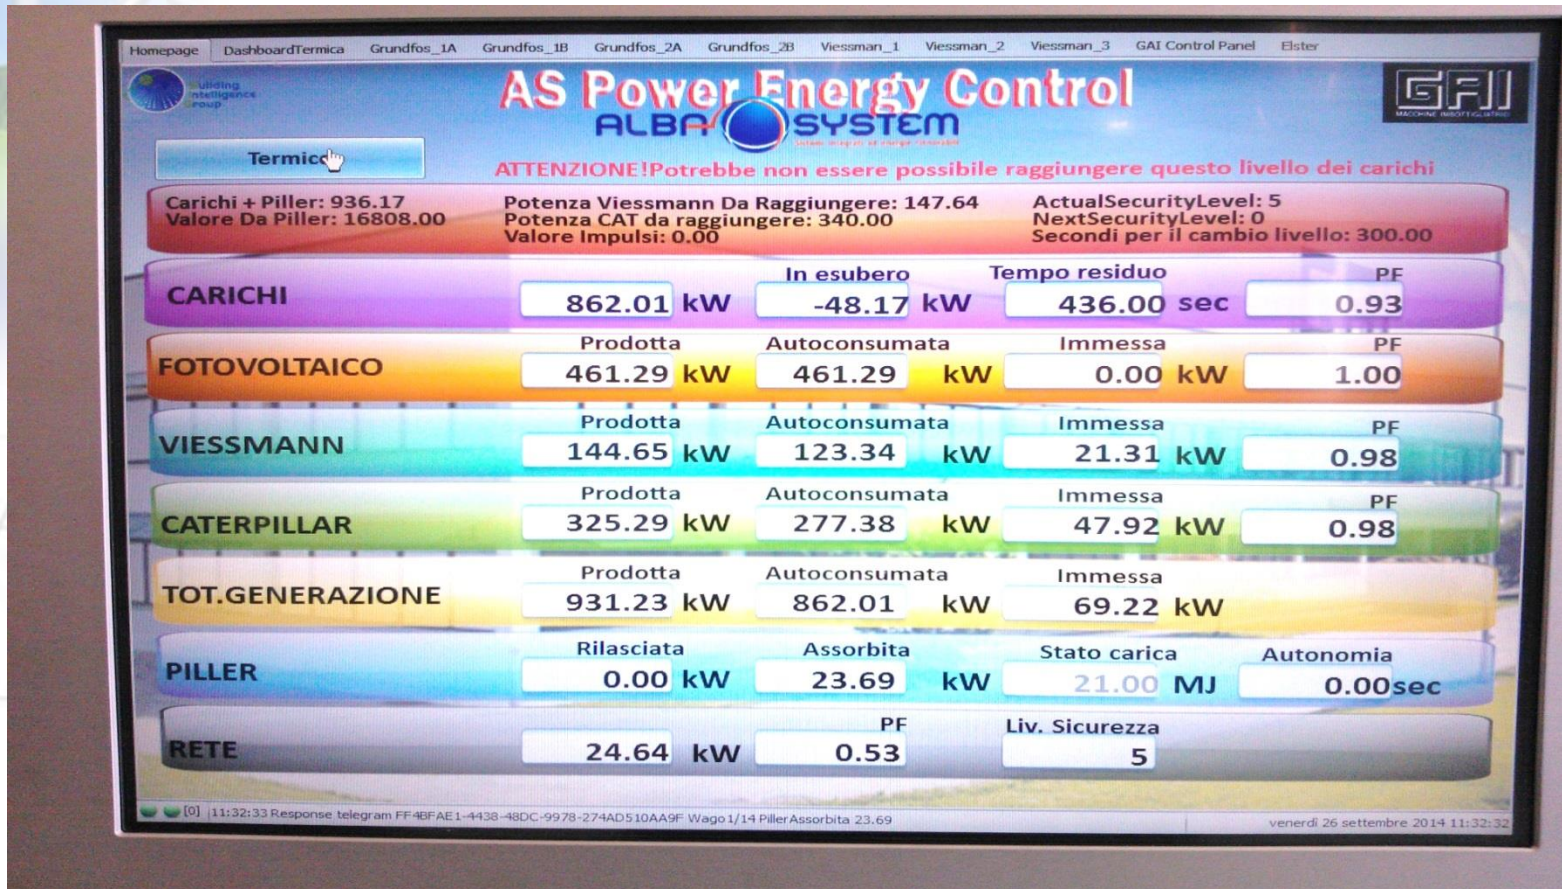 Homepage DashboardTermica Grundfos_1A Grundfos_1B Grundfos_2A Grundfos_2B Viessman_1 Viessman_2 Viessman_3 GAI Control Panel Elster
uilding
ntelligence
roup
AS Power Energy Control
ALBA SYSTEM
GAI
MACCHINE IMBOTTIGLIATRICI
Termico
ATTENZIONE!Potrebbe non essere possibile raggiungere questo livello dei carichi
Carichi + Piller: 936.17 Potenza Viessmann Da Raggiungere: 147.64 ActualSecurityLevel: 5
Valore Da Piller: 16808.00 Potenza CAT da raggiungere: 340.00 NextSecurityLevel: 0
Valore Impulsi: 0.00 Secondi per il cambio livello: 300.00
In esubero Tempo residuo PF
CARICHI 862.01 kW -48.17 kW 436.00 sec 0.93
Prodotta Autoconsumata Immessa PF
FOTOVOLTAICO 461.29 kW 461.29 kW 0.00 kW 1.00
Prodotta Autoconsumata Immessa PF
VIESSMANN 144.65 kW 123.34 kW 21.31 kW 0.98
Prodotta Autoconsumata Immessa PF
CATERPILLAR 325.29 kW 277.38 kW 47.92 kW 0.98
Prodotta Autoconsumata Immessa
TOT.GENERAZIONE 931.23 kW 862.01 kW 69.22 kW
Rilasciata Assorbita Stato carica Autonomia
PILLER 0.00 kW 23.69 kW 21.00 MJ 0.00 sec
PF Liv. Sicurezza
RETE 24.64 kW 0.53 5
[0] 11:32:33 Response telegram FF4BFAE1-4438-48DC-9978-274AD510AA9F Wago1/14 PillerAssorbita 23.69 venerdì 26 settembre 2014 11:32:32